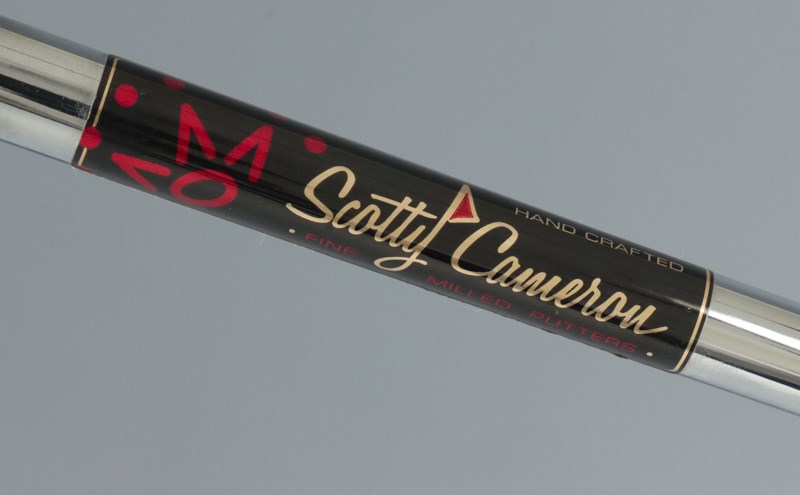 HAND CRAFTED
Scotty Cameron
FINE MILLED PUTTERS